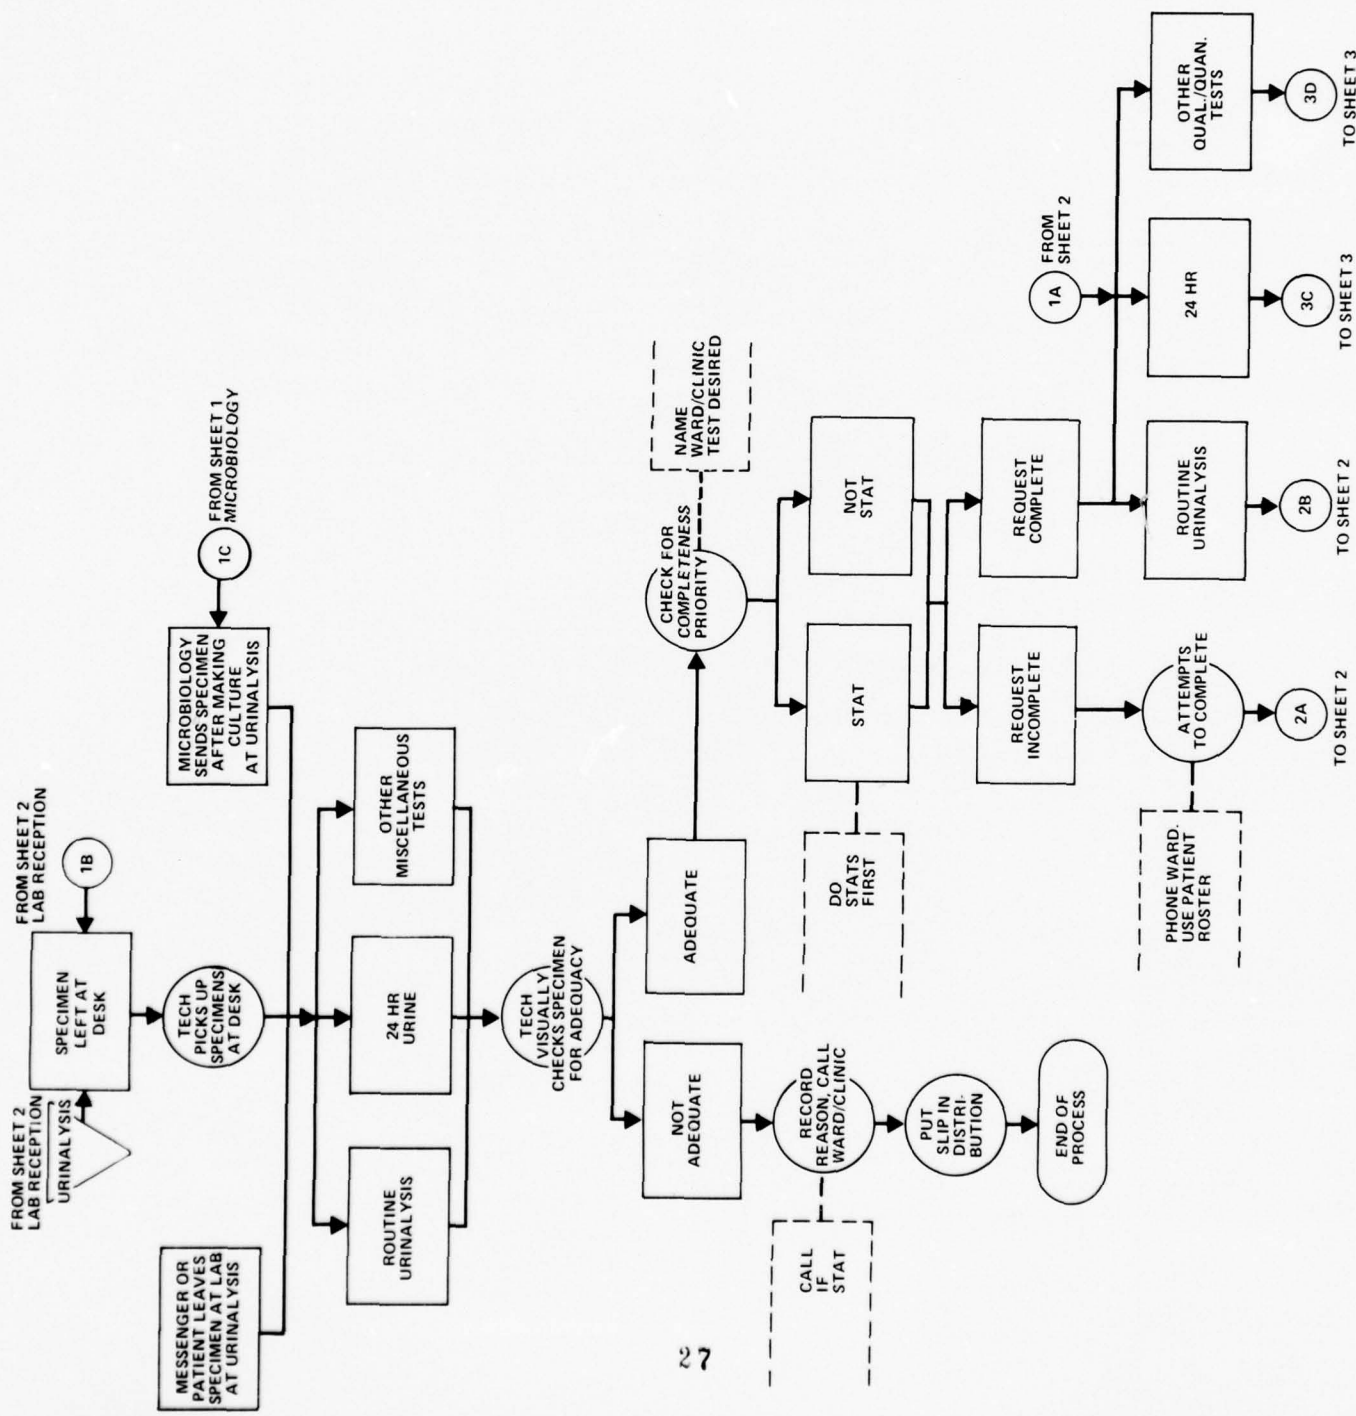 FROM SHEET 2
LAB RECEPTION
URINALYSIS
SPECIMEN
LEFT AT
DESK
FROM SHEET 2
LAB RECEPTION
1B
MESSENGER OR
PATIENT LEAVES
SPECIMEN AT LAB
AT URINALYSIS
TECH
PICKS UP
SPECIMENS
AT DESK
MICROBIOLOGY
SENDS SPECIMEN
AFTER MAKING
CULTURE
AT URINALYSIS
1C
FROM SHEET 1
MICROBIOLOGY
ROUTINE
URINALYSIS
24 HR
URINE
OTHER
MISCELLANEOUS
TESTS
TECH
VISUALLY
CHECKS SPECIMEN
FOR ADEQUACY
NOT
ADEQUATE
ADEQUATE
CHECK FOR
COMPLETENESS
PRIORITY
NAME
WARD/CLINIC
TEST DESIRED
CALL
IF
STAT
RECORD
REASON, CALL
WARD/CLINIC
DO
STATS
FIRST
STAT
NOT
STAT
PUT
SLIP IN
DISTRI-
BUTION
REQUEST
INCOMPLETE
REQUEST
COMPLETE
1A
FROM
SHEET 2
END OF
PROCESS
PHONE WARD.
USE PATIENT
ROSTER
ATTEMPTS
TO COMPLETE
ROUTINE
URINALYSIS
24 HR
OTHER
QUAL./QUAN.
TESTS
2A
2B
3C
3D
TO SHEET 2
TO SHEET 2
TO SHEET 3
TO SHEET 3
27